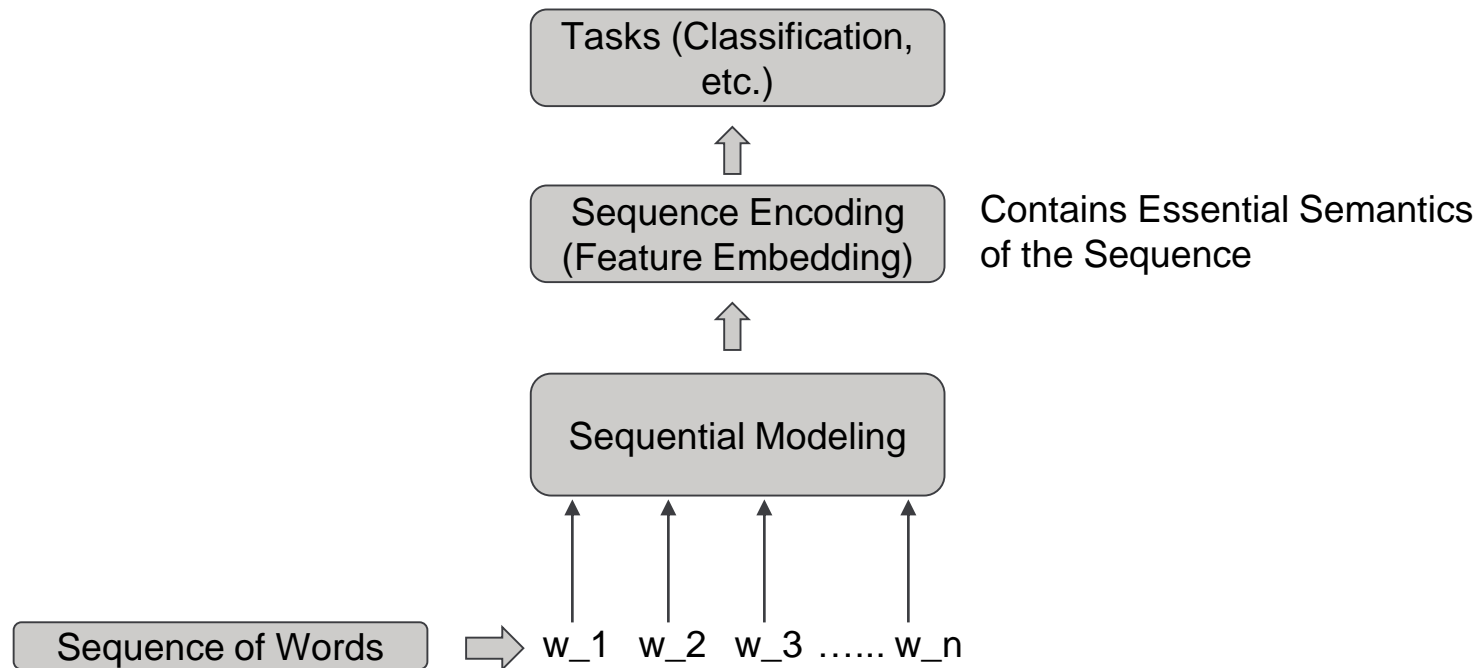 Tasks (Classification,
etc.)
Sequence Encoding
(Feature Embedding)
Contains Essential Semantics
of the Sequence
Sequential Modeling
Sequence of Words
w_1 w_2 w_3 …... w_n